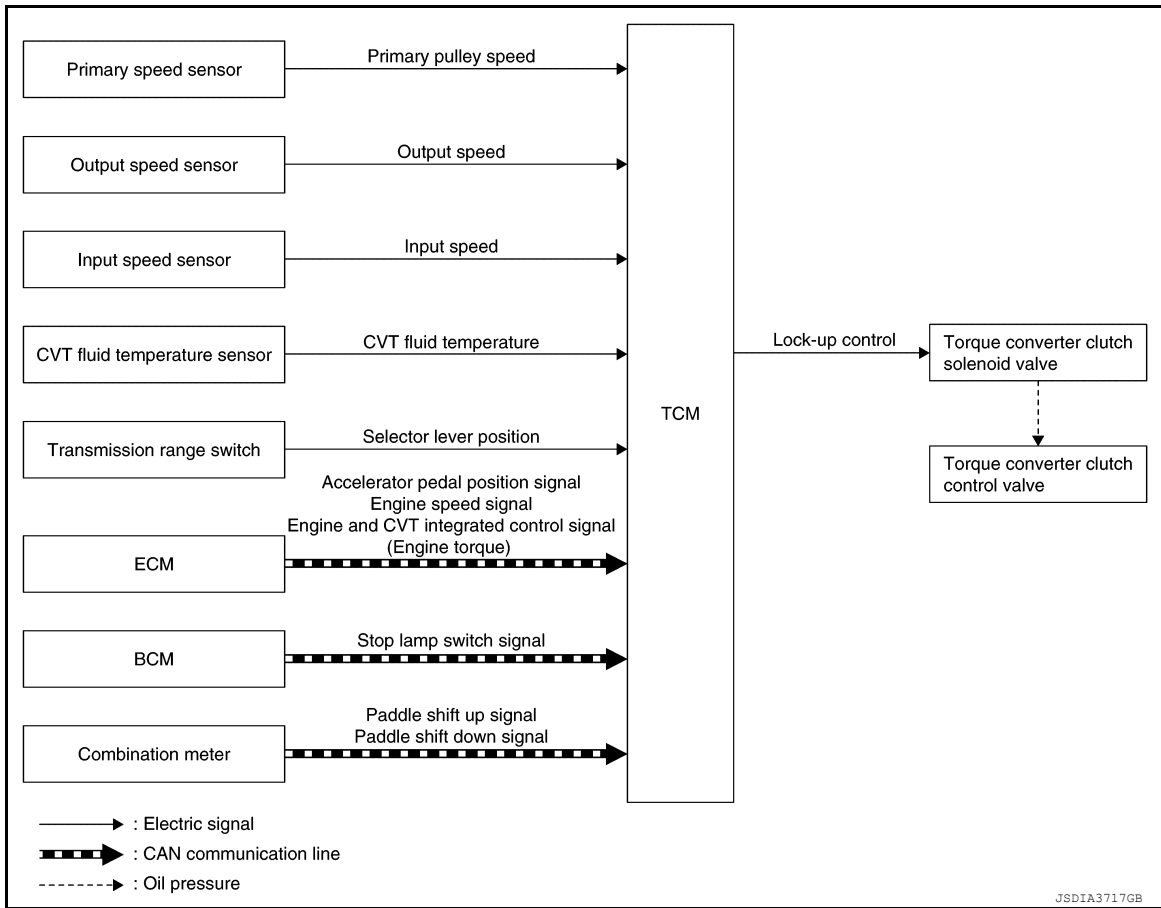 Primary speed sensor
Primary pulley speed
Output speed sensor
Output speed
Input speed sensor
Input speed
CVT fluid temperature sensor
CVT fluid temperature
Transmission range switch
Selector lever position
ECM
Accelerator pedal position signal
Engine speed signal
Engine and CVT integrated control signal
(Engine torque)
BCM
Stop lamp switch signal
Combination meter
Paddle shift up signal
Paddle shift down signal
TCM
Lock-up control
Torque converter clutch
solenoid valve
Torque converter clutch
control valve
: Electric signal
: CAN communication line
: Oil pressure
JSDIA3717GB